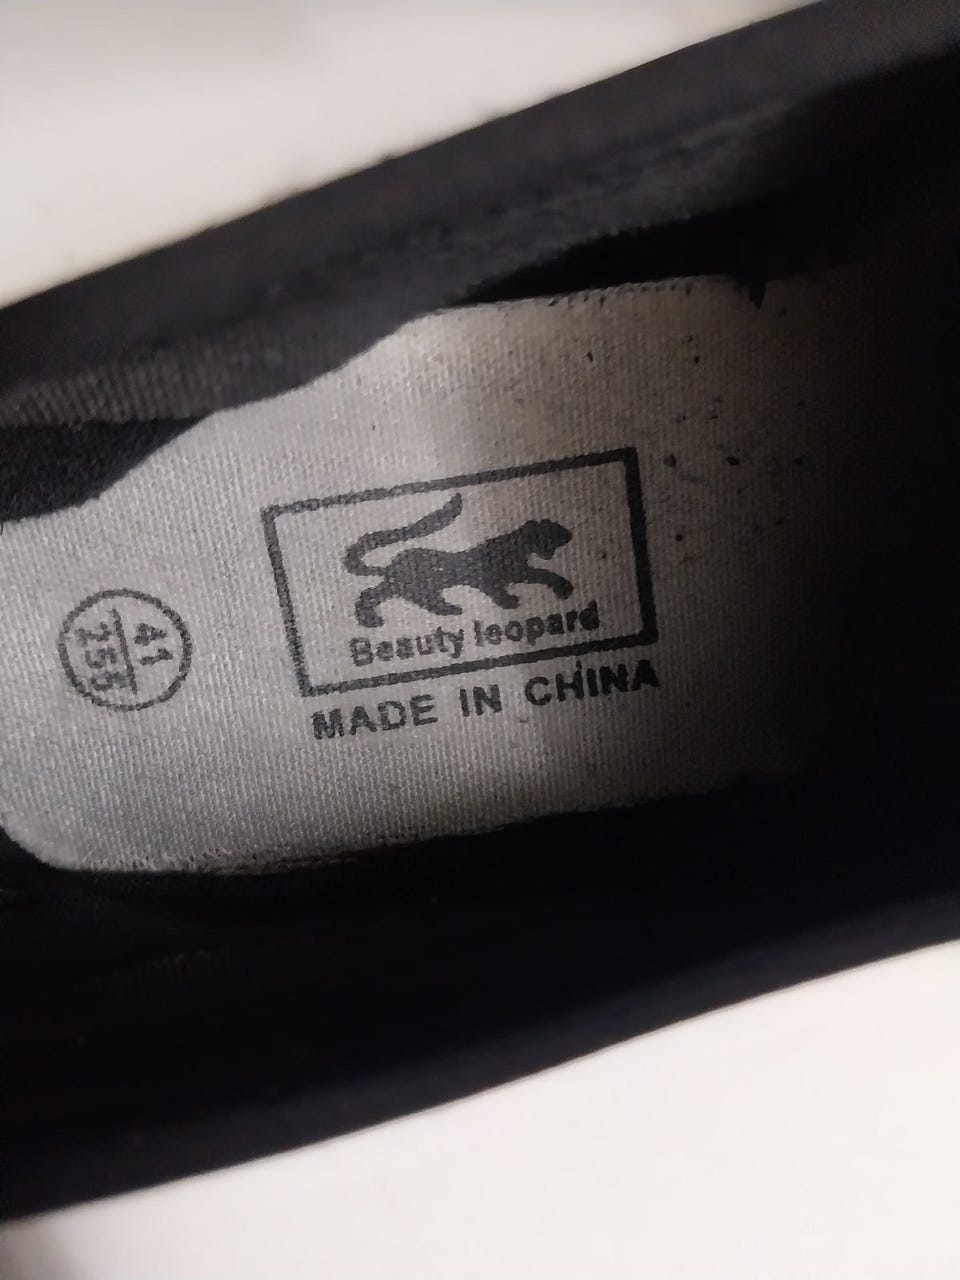 41
255
Beauty leopard
MADE IN CHINA